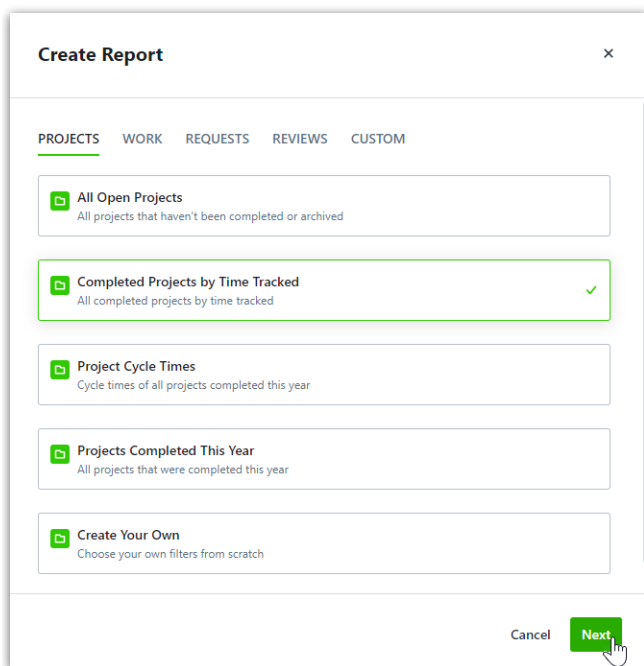 Create Report
PROJECTS WORK REQUESTS REVIEWS CUSTOM
All Open Projects
All projects that haven't been completed or archived
Completed Projects by Time Tracked
All completed projects by time tracked
Project Cycle Times
Cycle times of all projects completed this year
Projects Completed This Year
All projects that were completed this year
Create Your Own
Choose your own filters from scratch
Cancel Next